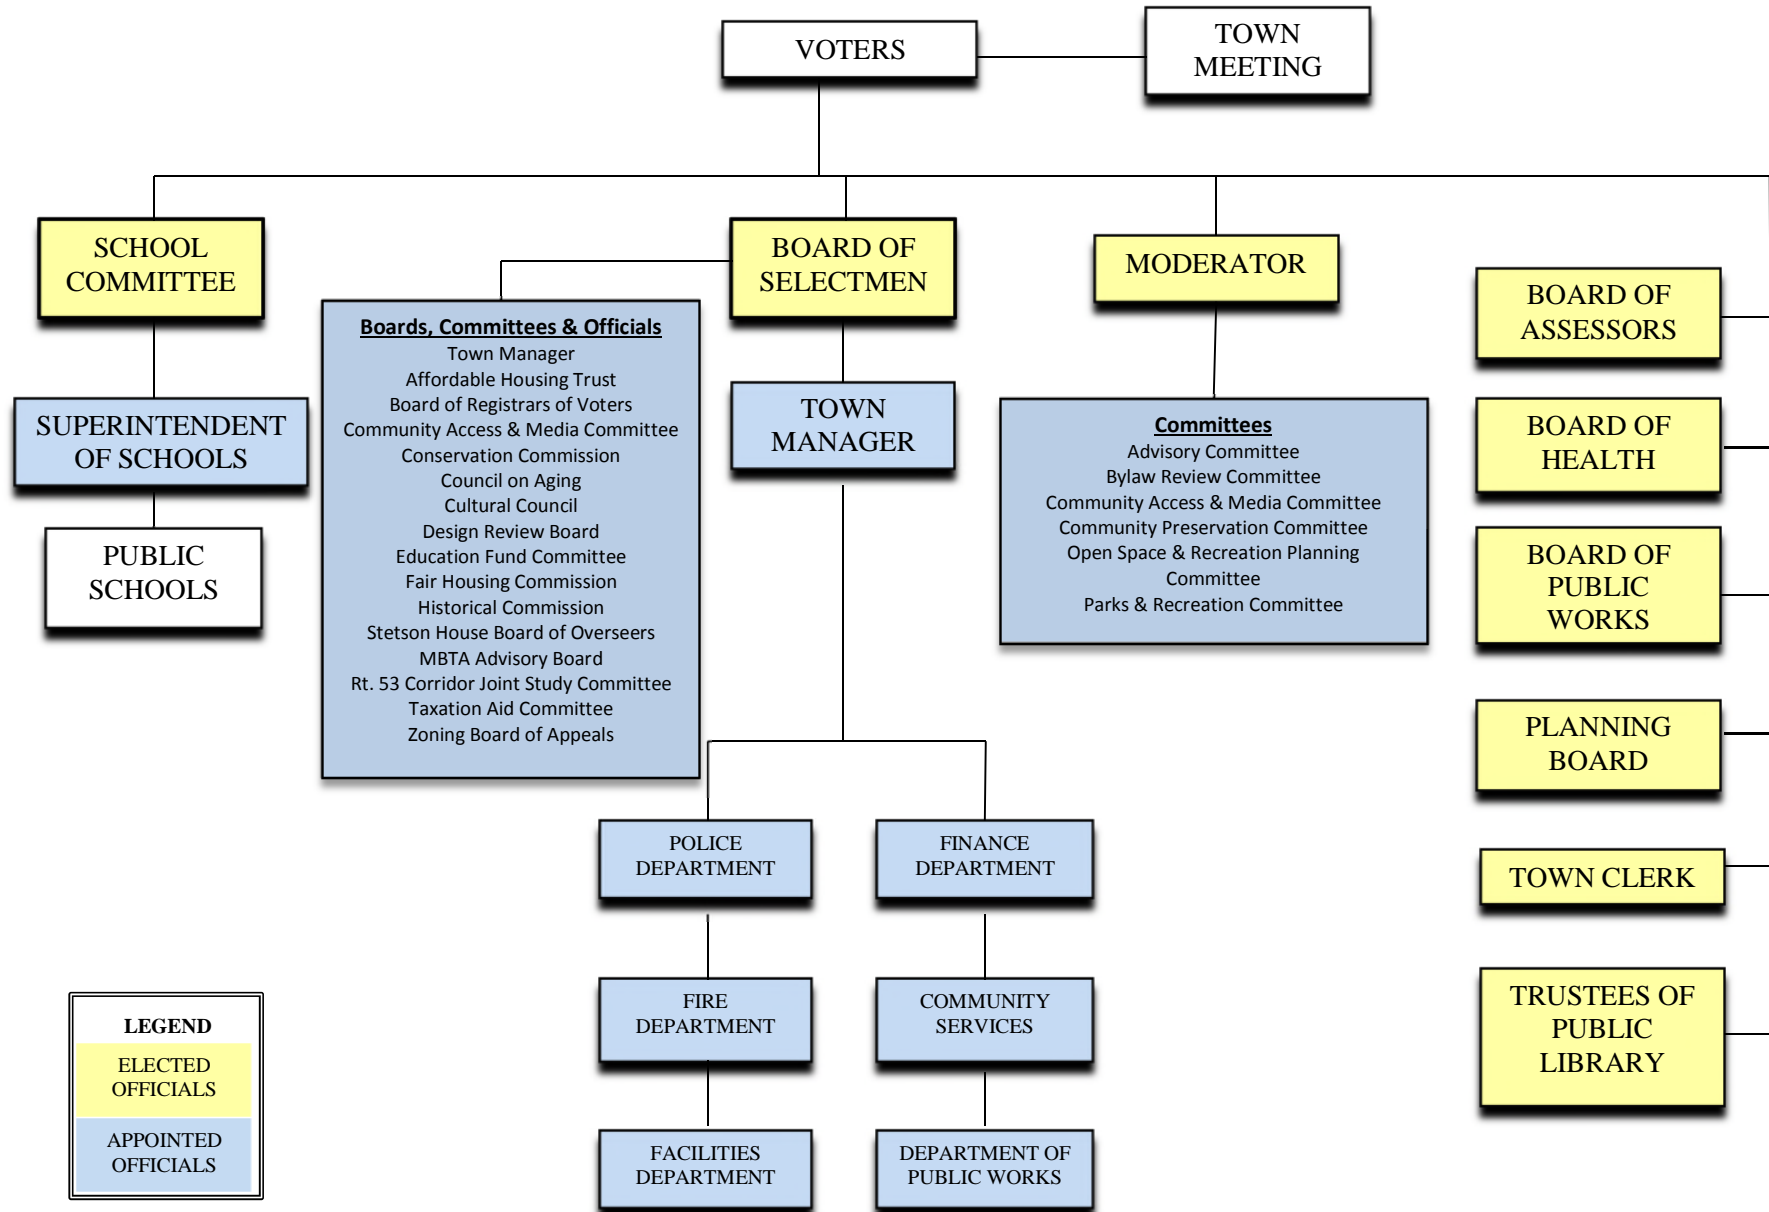 VOTERS
TOWN
MEETING
SCHOOL
COMMITTEE
BOARD OF
SELECTMEN
MODERATOR
BOARD OF
ASSESSORS
Boards, Committees & Officials
Town Manager
Affordable Housing Trust
Board of Registrars of Voters
Community Access & Media Committee
Conservation Commission
Council on Aging
Cultural Council
Design Review Board
Education Fund Committee
Fair Housing Commission
Historical Commission
Stetson House Board of Overseers
MBTA Advisory Board
Rt. 53 Corridor Joint Study Committee
Taxation Aid Committee
Zoning Board of Appeals
SUPERINTENDENT
OF SCHOOLS
TOWN
MANAGER
Committees
Advisory Committee
Bylaw Review Committee
Community Access & Media Committee
Community Preservation Committee
Open Space & Recreation Planning
Committee
Parks & Recreation Committee
BOARD OF
HEALTH
PUBLIC
SCHOOLS
BOARD OF
PUBLIC
WORKS
PLANNING
BOARD
POLICE
DEPARTMENT
FINANCE
DEPARTMENT
TOWN CLERK
FIRE
DEPARTMENT
COMMUNITY
SERVICES
TRUSTEES OF
PUBLIC
LIBRARY
LEGEND
ELECTED
OFFICIALS
APPOINTED
OFFICIALS
FACILITIES
DEPARTMENT
DEPARTMENT OF
PUBLIC WORKS